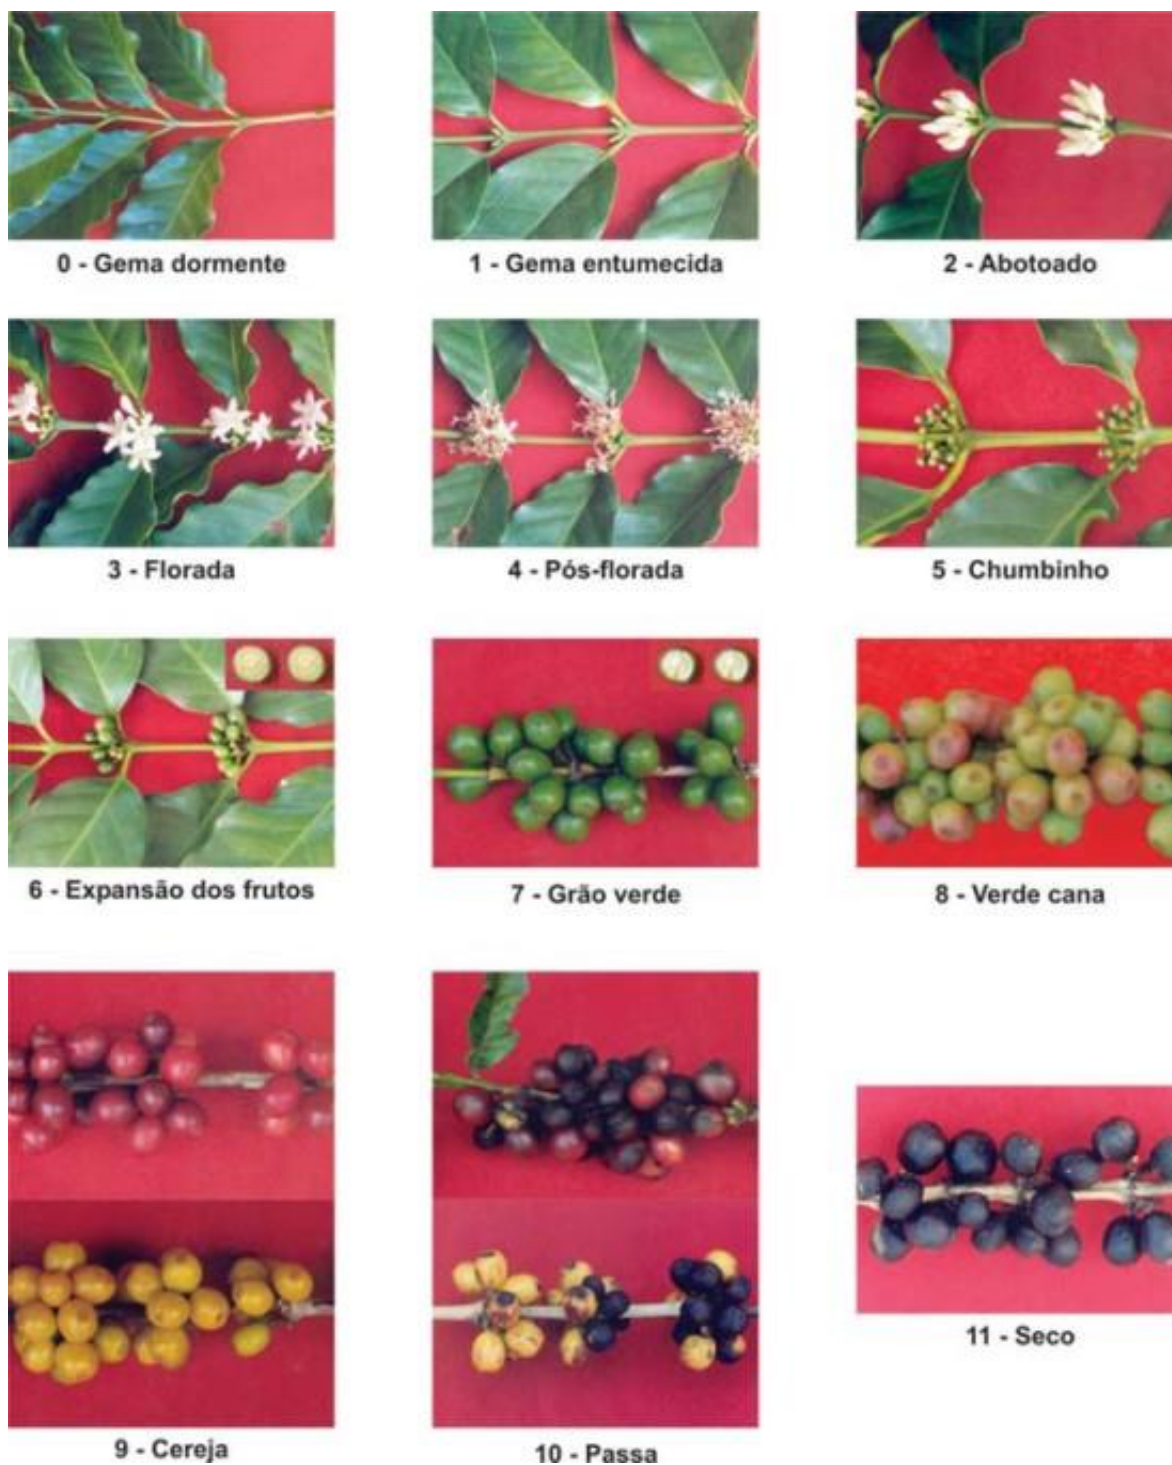 0 - Gema dormente
1 - Gema entumecida
2 - Abotoado
3 - Florada
4 - Pós-florada
5 - Chumbinho
6 - Expansão dos frutos
7 - Grão verde
8 - Verde cana
9 - Cereja
10 - Passa
11 - Seco